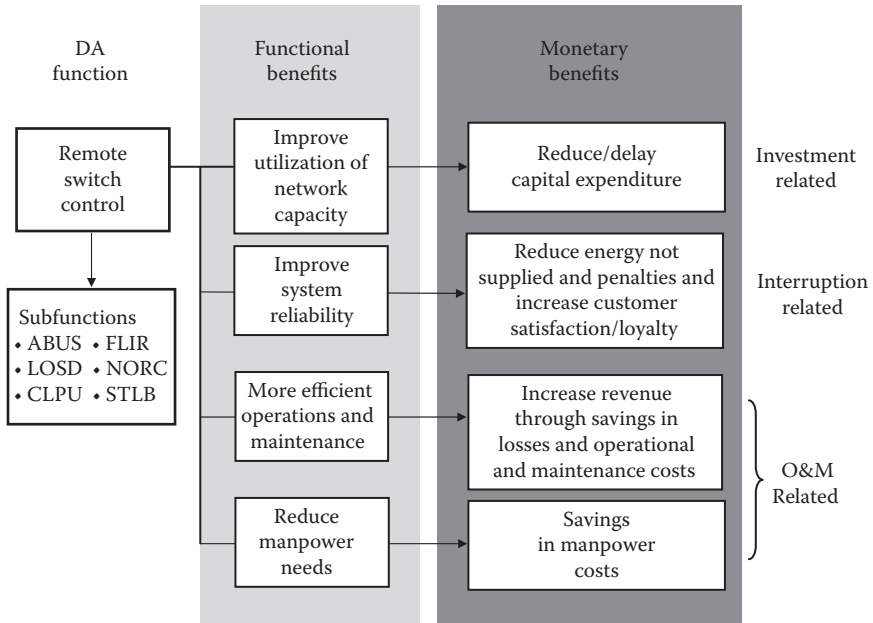 DA
function
Functional
benefits
Monetary
benefits
Remote
switch
control
Improve
utilization of
network
capacity
Reduce/delay
capital expenditure
Investment
related
Improve
system
reliability
Reduce energy not
supplied and penalties and
increase customer
satisfaction/loyalty
Interruption
related
Subfunctions
• ABUS • FLIR
• LOSD • NORC
• CLPU • STLB
More efficient
operations and
maintenance
Increase revenue
through savings in
losses and operational
and maintenance costs
O&M
Related
Reduce
manpower
needs
Savings
in manpower
costs